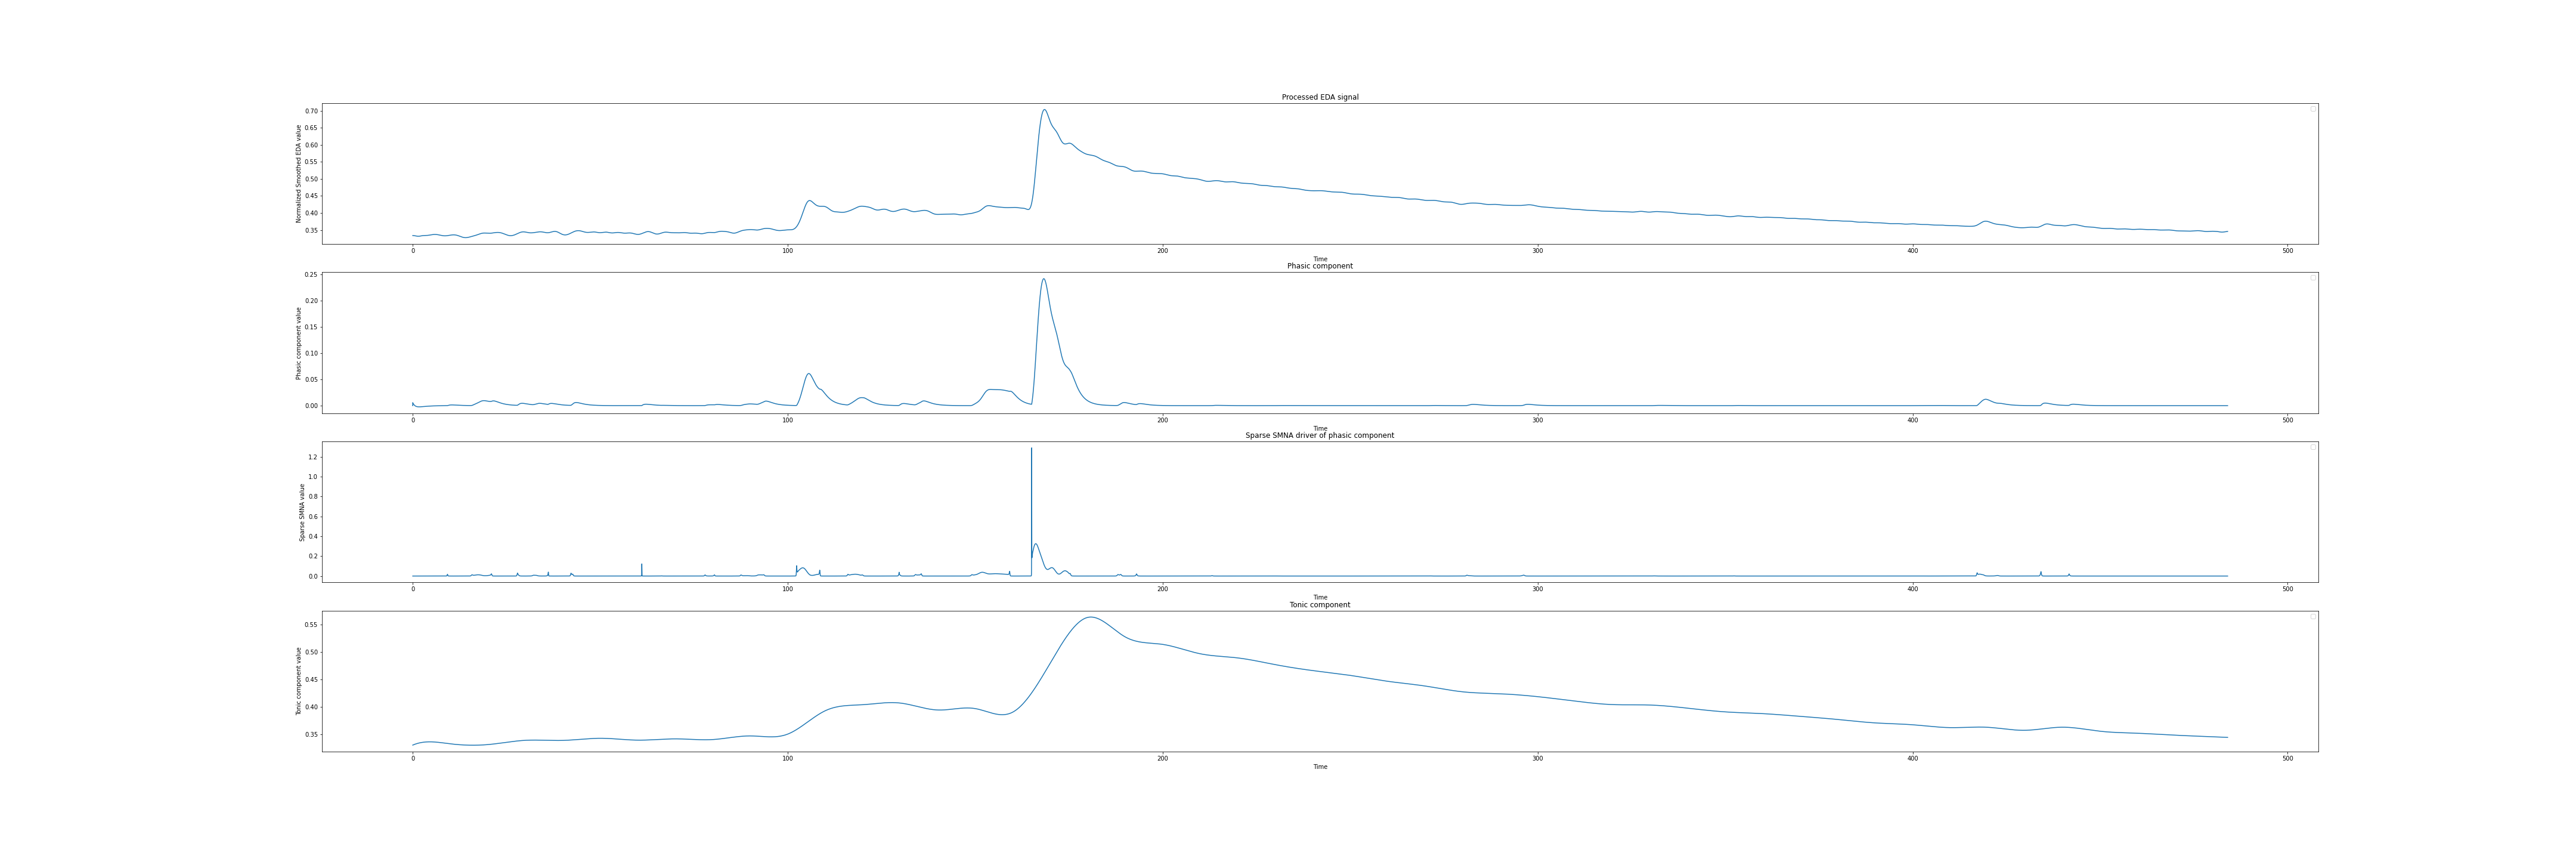 Processed EDA signal
Normalized Smoothed EDA value
0.70
0.65
0.60
0.55
0.50
0.45
0.40
0.35
0 100 200 300 400 500
Time
Phasic component
Phasic component value
0.25
0.20
0.15
0.10
0.05
0.00
0 100 200 300 400 500
Time
Sparse SMNA driver of phasic component
Sparse SMNA value
1.2
1.0
0.8
0.6
0.4
0.2
0.0
0 100 200 300 400 500
Time
Tonic component
Tonic component value
0.55
0.50
0.45
0.40
0.35
0 100 200 300 400 500
Time